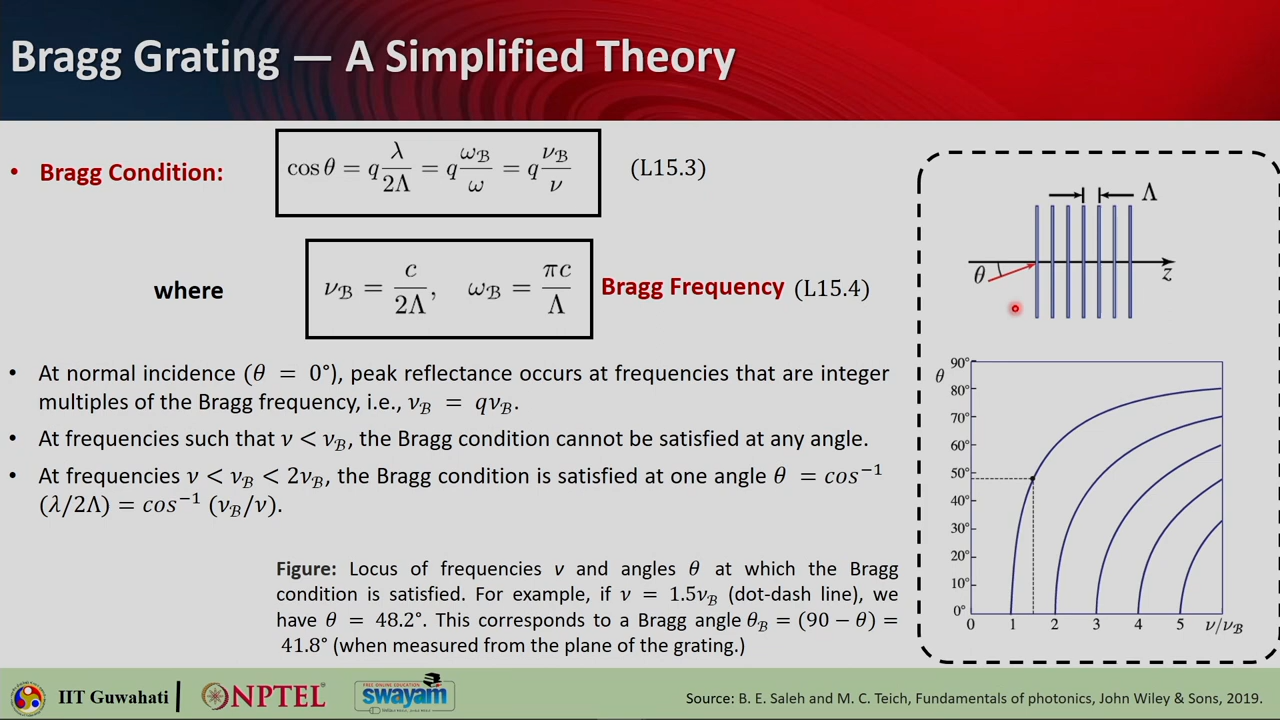 Bragg Grating — A Simplified Theory
• Bragg Condition:
cos θ = q λ/2Λ = q ω_ℬ/ω = q ν_ℬ/ν
(L15.3)
where
ν_ℬ = c/2Λ, ω_ℬ = πc/Λ
Bragg Frequency (L15.4)
• At normal incidence (θ = 0°), peak reflectance occurs at frequencies that are integer
multiples of the Bragg frequency, i.e., ν_ℬ = qν_ℬ.
• At frequencies such that ν < ν_ℬ, the Bragg condition cannot be satisfied at any angle.
• At frequencies ν < ν_ℬ < 2ν_ℬ, the Bragg condition is satisfied at one angle θ = cos⁻¹
(λ/2Λ) = cos⁻¹ (ν_ℬ/ν).
Figure: Locus of frequencies ν and angles θ at which the Bragg
condition is satisfied. For example, if ν = 1.5ν_ℬ (dot-dash line), we
have θ = 48.2°. This corresponds to a Bragg angle θ_ℬ = (90 − θ) =
41.8° (when measured from the plane of the grating.)
Λ
θ
z
θ
90°
80°
70°
60°
50°
40°
30°
20°
10°
0°
0 1 2 3 4 5 ν/ν_ℬ
IIT Guwahati
NPTEL
FREE ONLINE EDUCATION
swayam
Source: B. E. Saleh and M. C. Teich, Fundamentals of photonics, John Wiley & Sons, 2019.